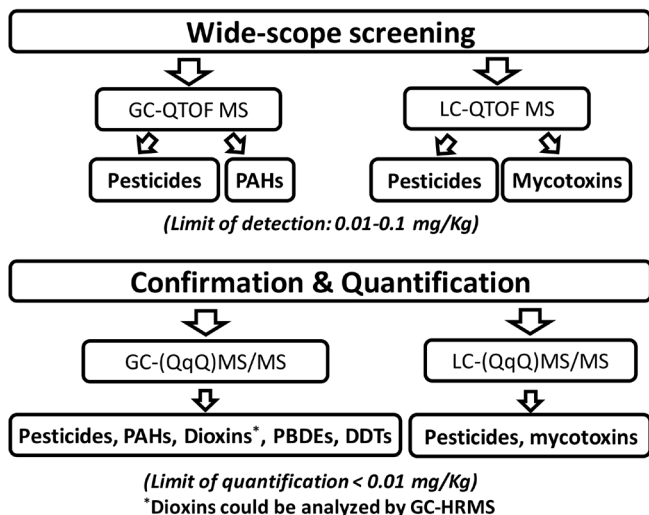 Wide-scope screening
GC-QTOF MS
LC-QTOF MS
Pesticides
PAHs
Pesticides
Mycotoxins
(Limit of detection: 0.01-0.1 mg/Kg)
Confirmation & Quantification
GC-(QqQ)MS/MS
LC-(QqQ)MS/MS
Pesticides, PAHs, Dioxins*, PBDEs, DDTs
Pesticides, mycotoxins
(Limit of quantification < 0.01 mg/Kg)
*Dioxins could be analyzed by GC-HRMS